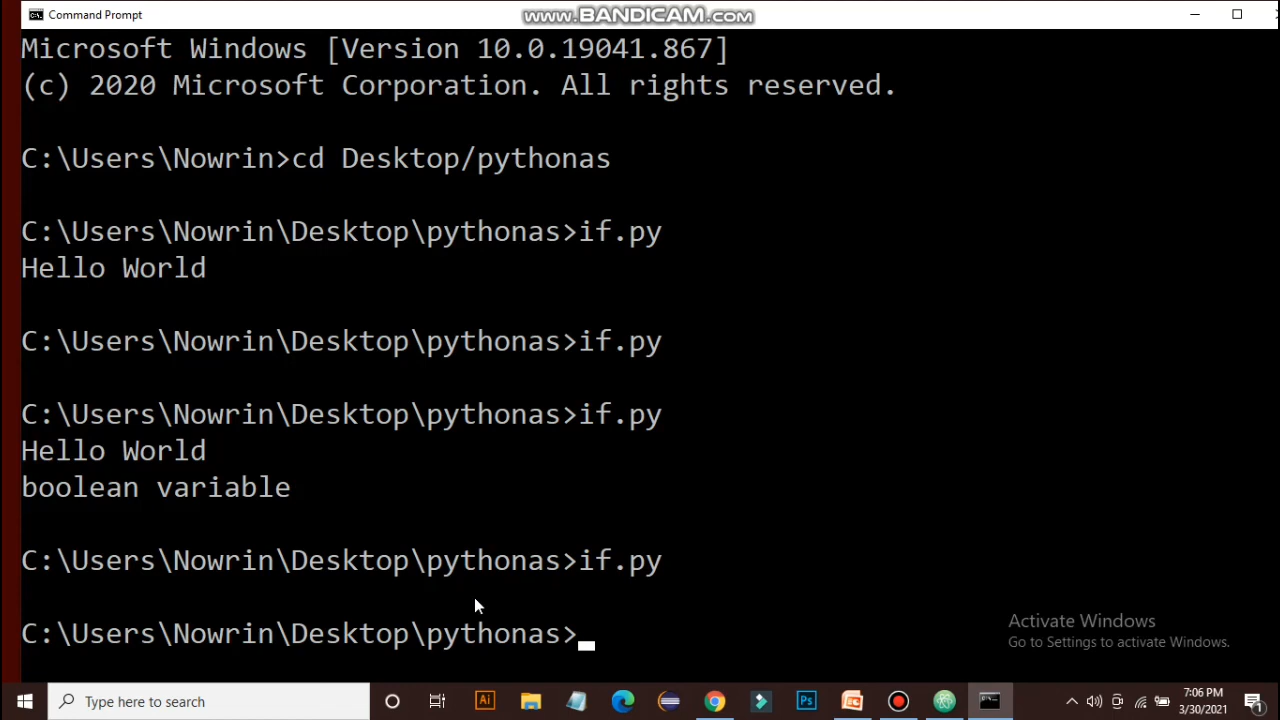 Command Prompt
www.BANDICAM.com
Microsoft Windows [Version 10.0.19041.867]
(c) 2020 Microsoft Corporation. All rights reserved.
C:\Users\Nowrin>cd Desktop/pythonas
C:\Users\Nowrin\Desktop\pythonas>if.py
Hello World
C:\Users\Nowrin\Desktop\pythonas>if.py
C:\Users\Nowrin\Desktop\pythonas>if.py
Hello World
boolean variable
C:\Users\Nowrin\Desktop\pythonas>if.py
C:\Users\Nowrin\Desktop\pythonas>
Activate Windows
Go to Settings to activate Windows.
Type here to search
Ai
Ps
7:06 PM
3/30/2021
1